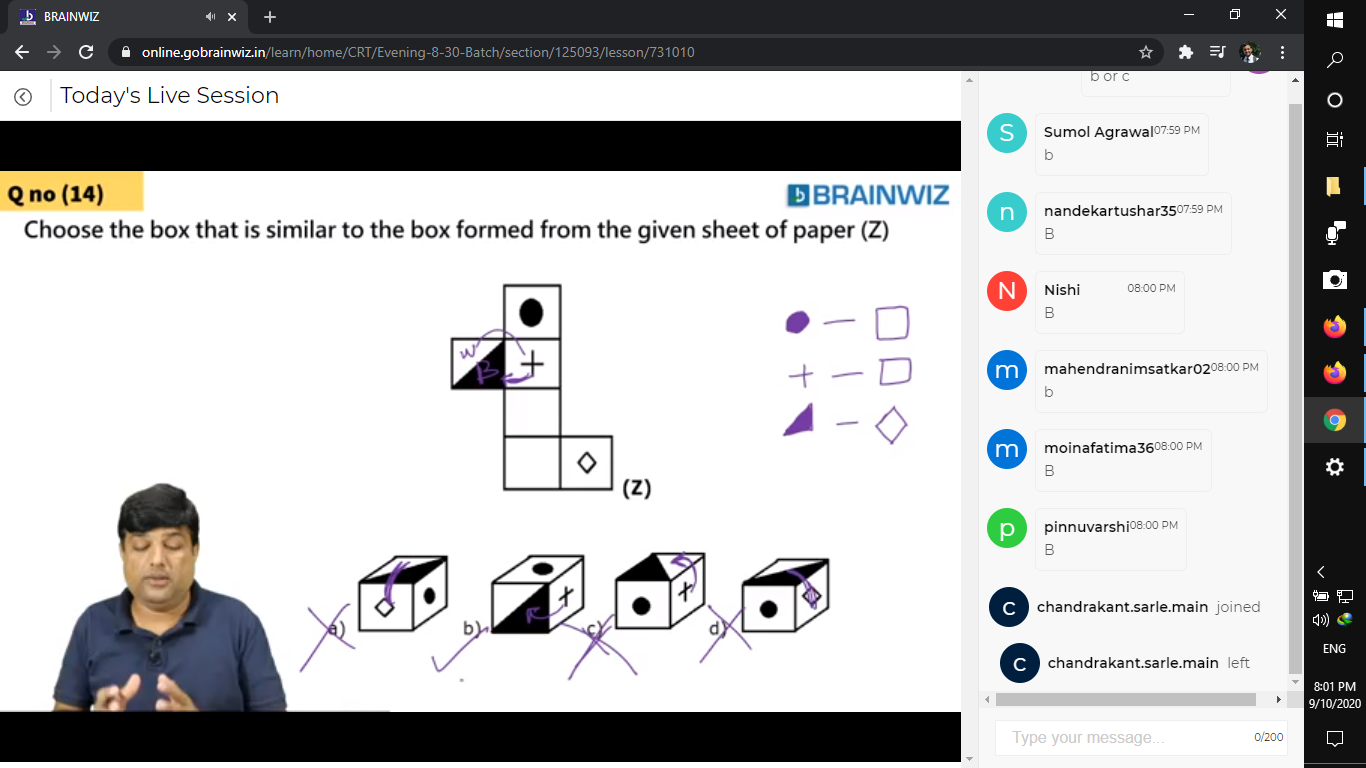 BRAINWIZ
online.gobrainwiz.in/learn/home/CRT/Evening-8-30-Batch/section/125093/lesson/731010
Today's Live Session
Q no (14)
BRAINWIZ
Choose the box that is similar to the box formed from the given sheet of paper (Z)
W
B
(Z)
a)
b)
c)
d)
b or c
S
Sumol Agrawal 07:59 PM
b
n
nandekartushar35 07:59 PM
B
N
Nishi 08:00 PM
B
m
mahendranimsatkar02 08:00 PM
b
m
moinafatima36 08:00 PM
B
p
pinnuvarshi 08:00 PM
B
c
chandrakant.sarle.main joined
c
chandrakant.sarle.main left
Type your message...
0/200
ENG
8:01 PM
9/10/2020